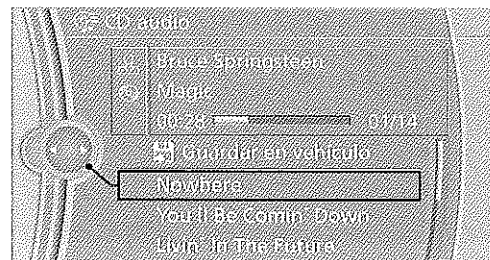 CD audio
Bruce Springsteen
Magic
00:28 04/14
Guardar en vehículo
Nowhere
You'll Be Comin' Down
Livin' In The Future